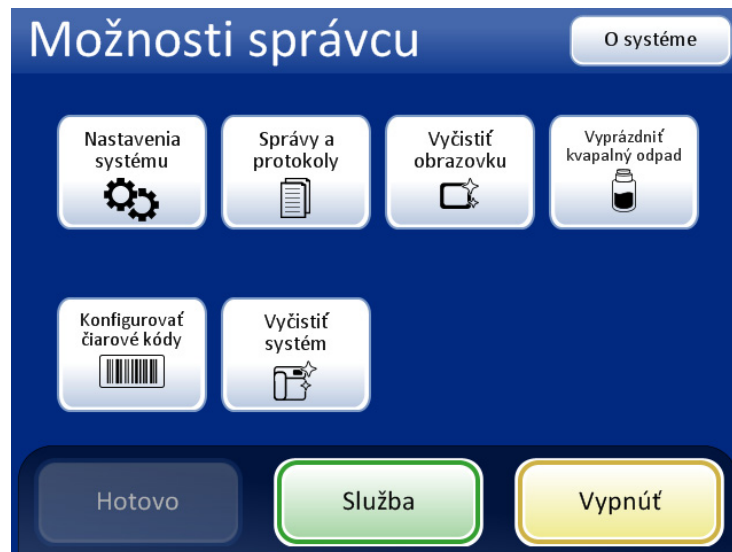 Možnosti správcu
O systéme
Nastavenia
systému
Správy a
protokoly
Vyčistiť
obrazovku
Vyprázdniť
kvapalný odpad
Konfigurovať
čiarové kódy
Vyčistiť
systém
Hotovo
Služba
Vypnúť